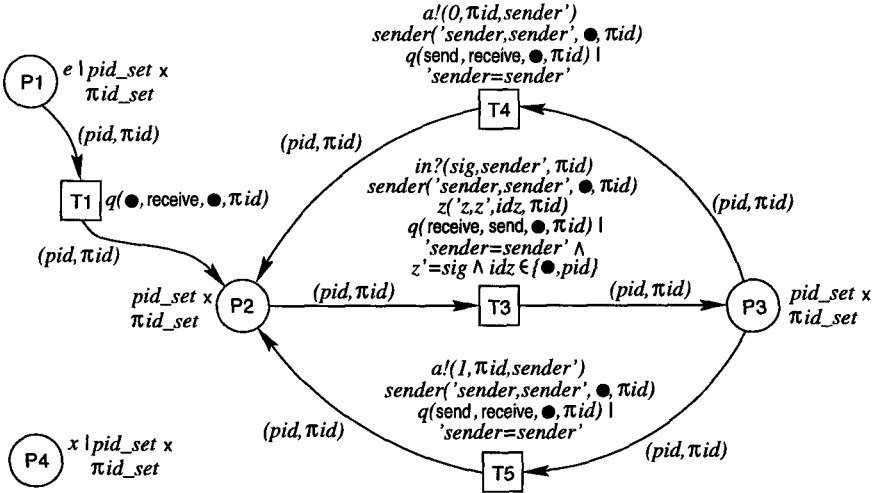 a!(0,πid,sender')
sender('sender,sender', ●,πid)
q(send, receive, ●,πid) |
'sender=sender'
P1
e | pid_set ×
πid_set
T4
(pid,πid)
(pid,πid)
in?(sig,sender', πid)
sender('sender,sender', ●,πid)
z('z,z',idz,πid)
q(receive, send, ●,πid) |
'sender=sender' ∧
z'=sig ∧ idz ∈{●,pid}
T1
q(●, receive, ●,πid)
(pid,πid)
(pid,πid)
pid_set ×
πid_set
P2
(pid,πid)
T3
(pid,πid)
P3
pid_set ×
πid_set
a!(1,πid,sender')
sender('sender,sender', ●,πid)
q(send, receive, ●,πid) |
'sender=sender'
(pid,πid)
(pid,πid)
T5
P4
x | pid_set ×
πid_set